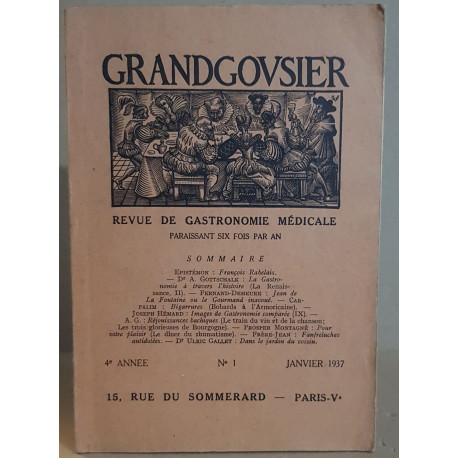 GRANDGOVSIER
REVUE DE GASTRONOMIE MÉDICALE
PARAISSANT SIX FOIS PAR AN
SOMMAIRE
EPISTÉMON : François Rabelais.
— Dr A. GOTTSCHALK : La Gastro-
nomie à travers l'histoire (La Renais-
sance, II). — FERNAND-DEMEURE : Jean de
La Fontaine ou le Gourmand inavoué. — CAR-
PALIM : Bigarrures (Bobards à l'Armoricaine). —
JOSEPH HÉMARD : Images de Gastronomie comparée (IX). —
A. G. : Réjouissances bachiques (Le train du vin et de la chanson;
Les trois glorieuses de Bourgogne). — PROSPER MONTAGNÉ : Pour
votre plaisir (Le dîner du rhumatisme). — FRÈRE-JEAN : Fanfreluches
antidotées. — Dr ULRIC GALLET : Dans le jardin du voisin.
4e ANNÉE No 1 JANVIER 1937
15, RUE DU SOMMERARD — PARIS-Ve